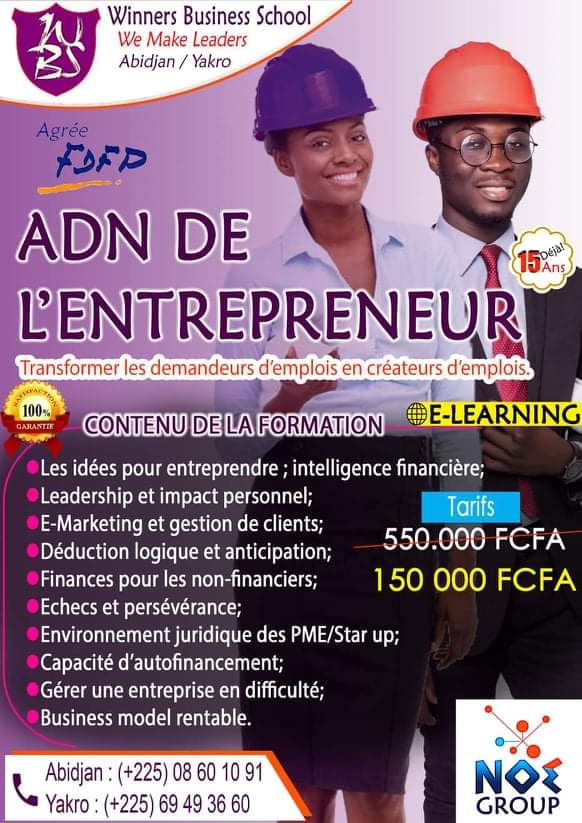 WBS
Winners Business School
We Make Leaders
Abidjan / Yakro
Agrée
FDFP
ADN DE
L'ENTREPRENEUR
15 Déjà!
Ans
Transformer les demandeurs d'emplois en créateurs d'emplois.
SATISFACTION
100%
GARANTIE
CONTENU DE LA FORMATION
E-LEARNING
Les idées pour entreprendre ; intelligence financière;
Leadership et impact personnel;
E-Marketing et gestion de clients;
Déduction logique et anticipation;
Finances pour les non-financiers;
Echecs et persévérance;
Environnement juridique des PME/Star up;
Capacité d'autofinancement;
Gérer une entreprise en difficulté;
Business model rentable.
Tarifs
550.000 FCFA
150 000 FCFA
Abidjan : (+225) 08 60 10 91
Yakro : (+225) 69 49 36 60
NOE
GROUP